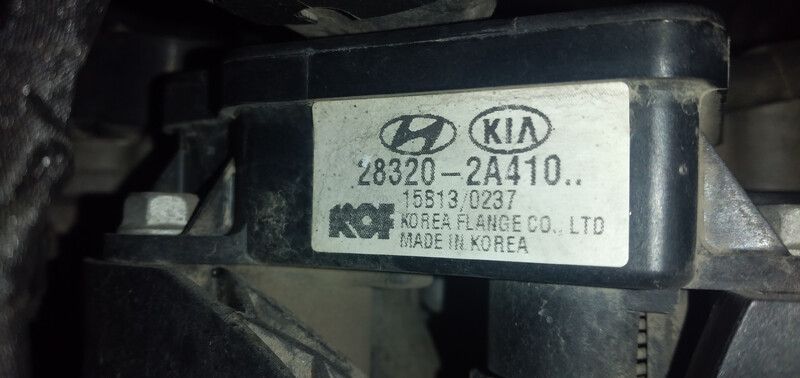 KIA
28320-2A410..
15B13/0237
KOF KOREA FLANGE CO., LTD
MADE IN KOREA